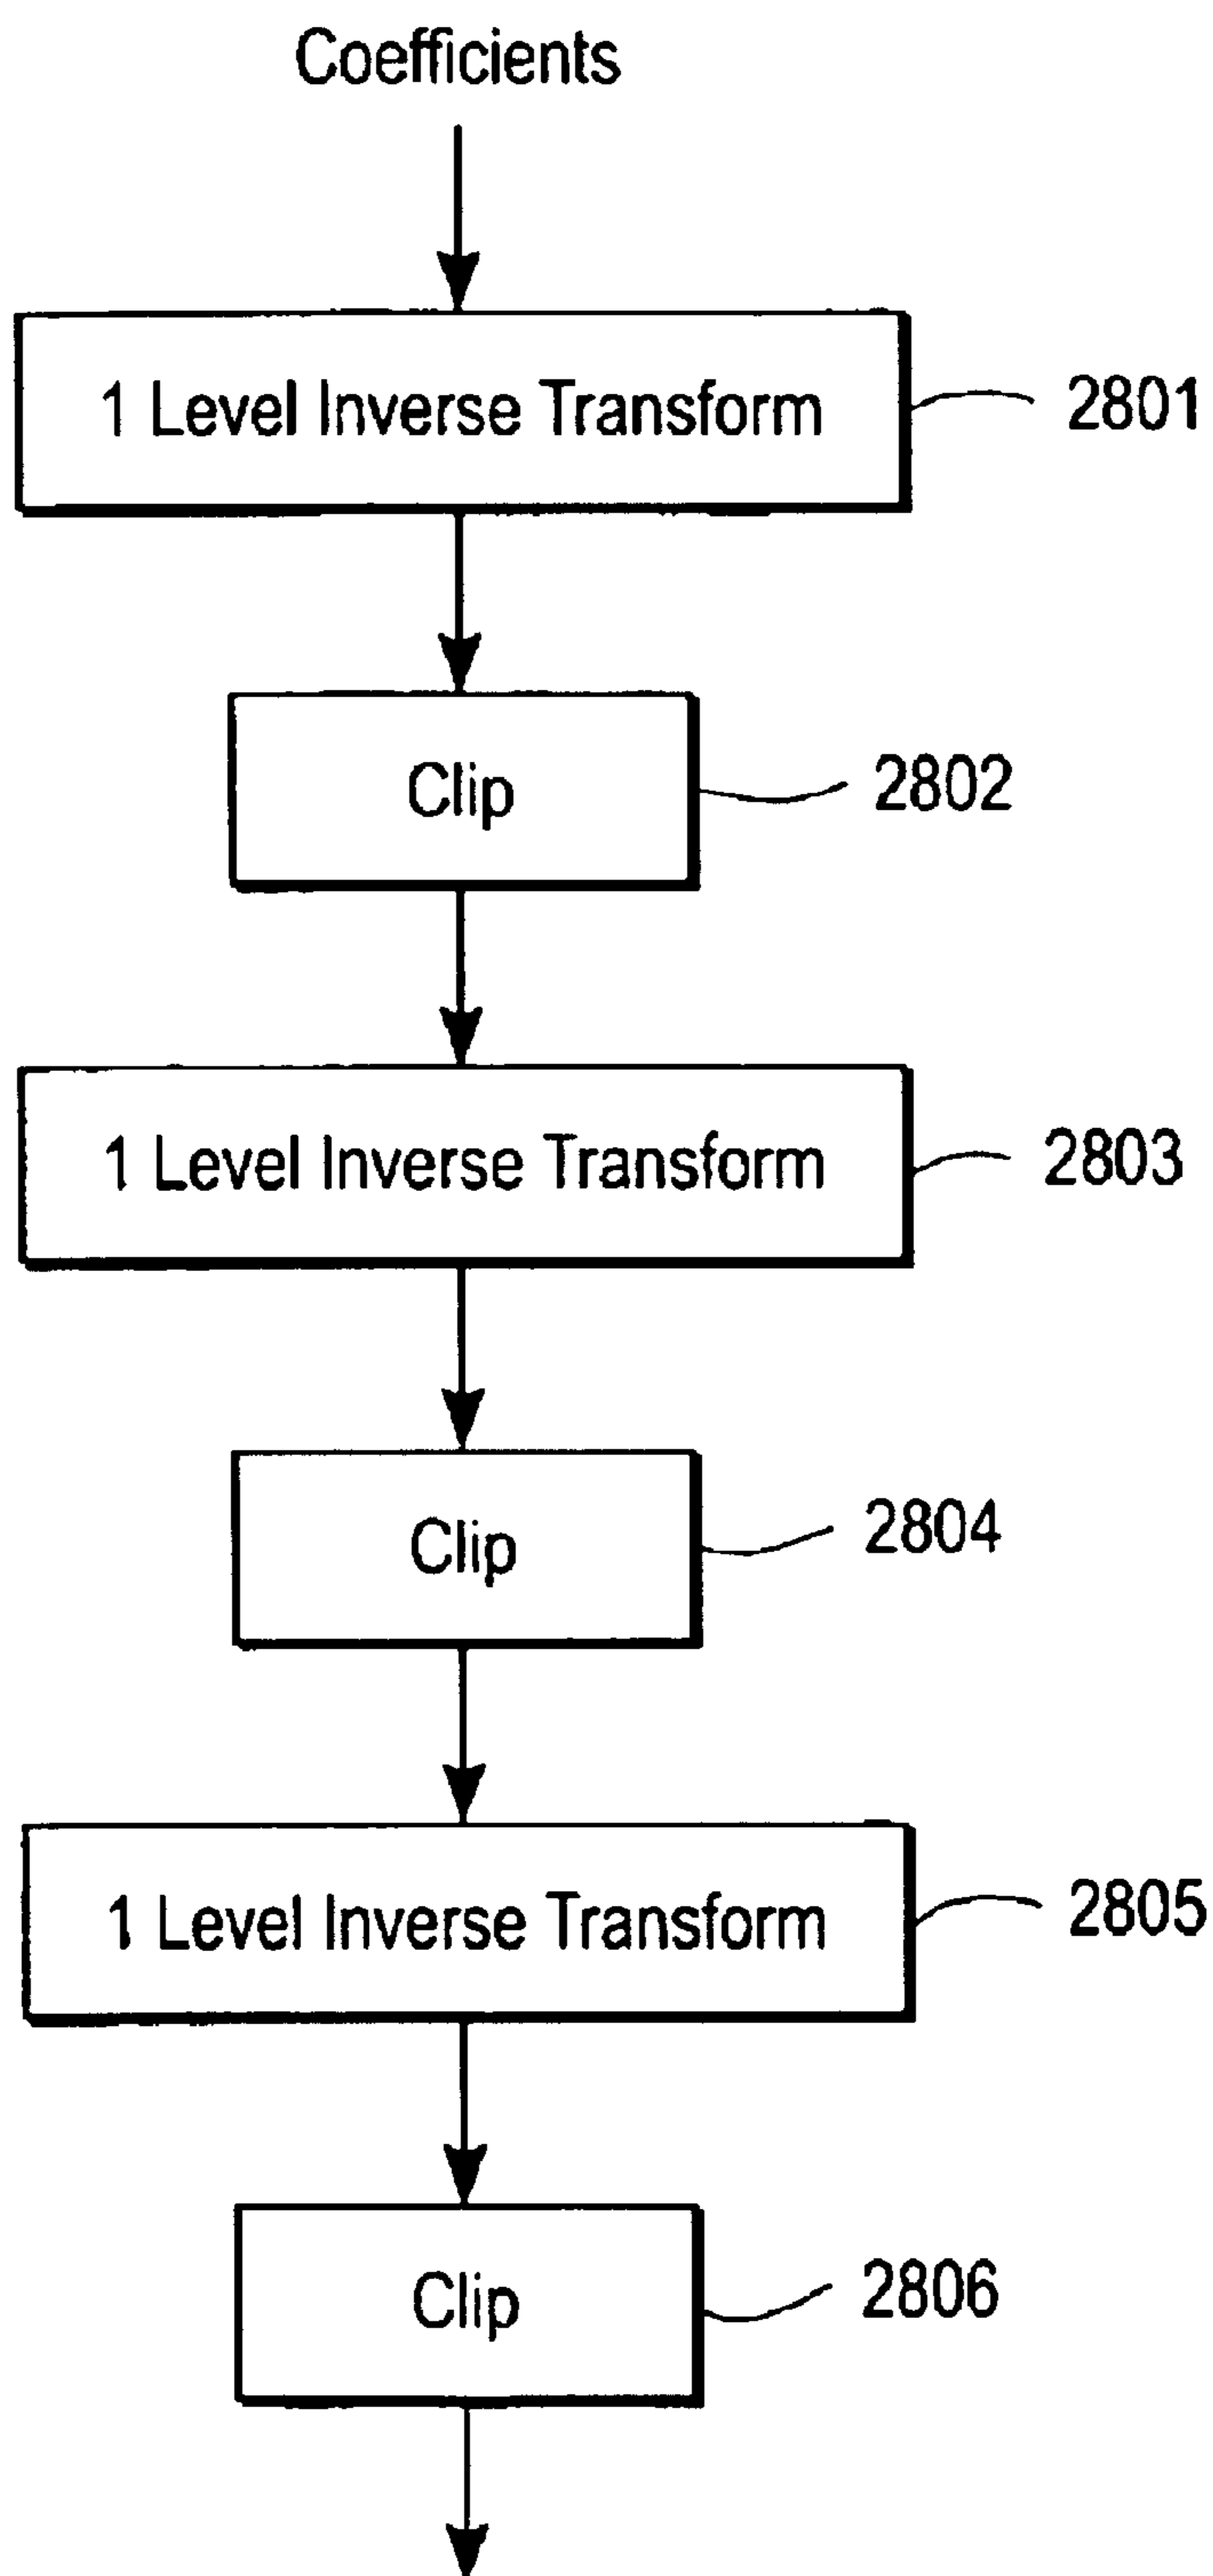 Coefficients
1 Level Inverse Transform
2801
Clip
2802
1 Level Inverse Transform
2803
Clip
2804
1 Level Inverse Transform
2805
Clip
2806